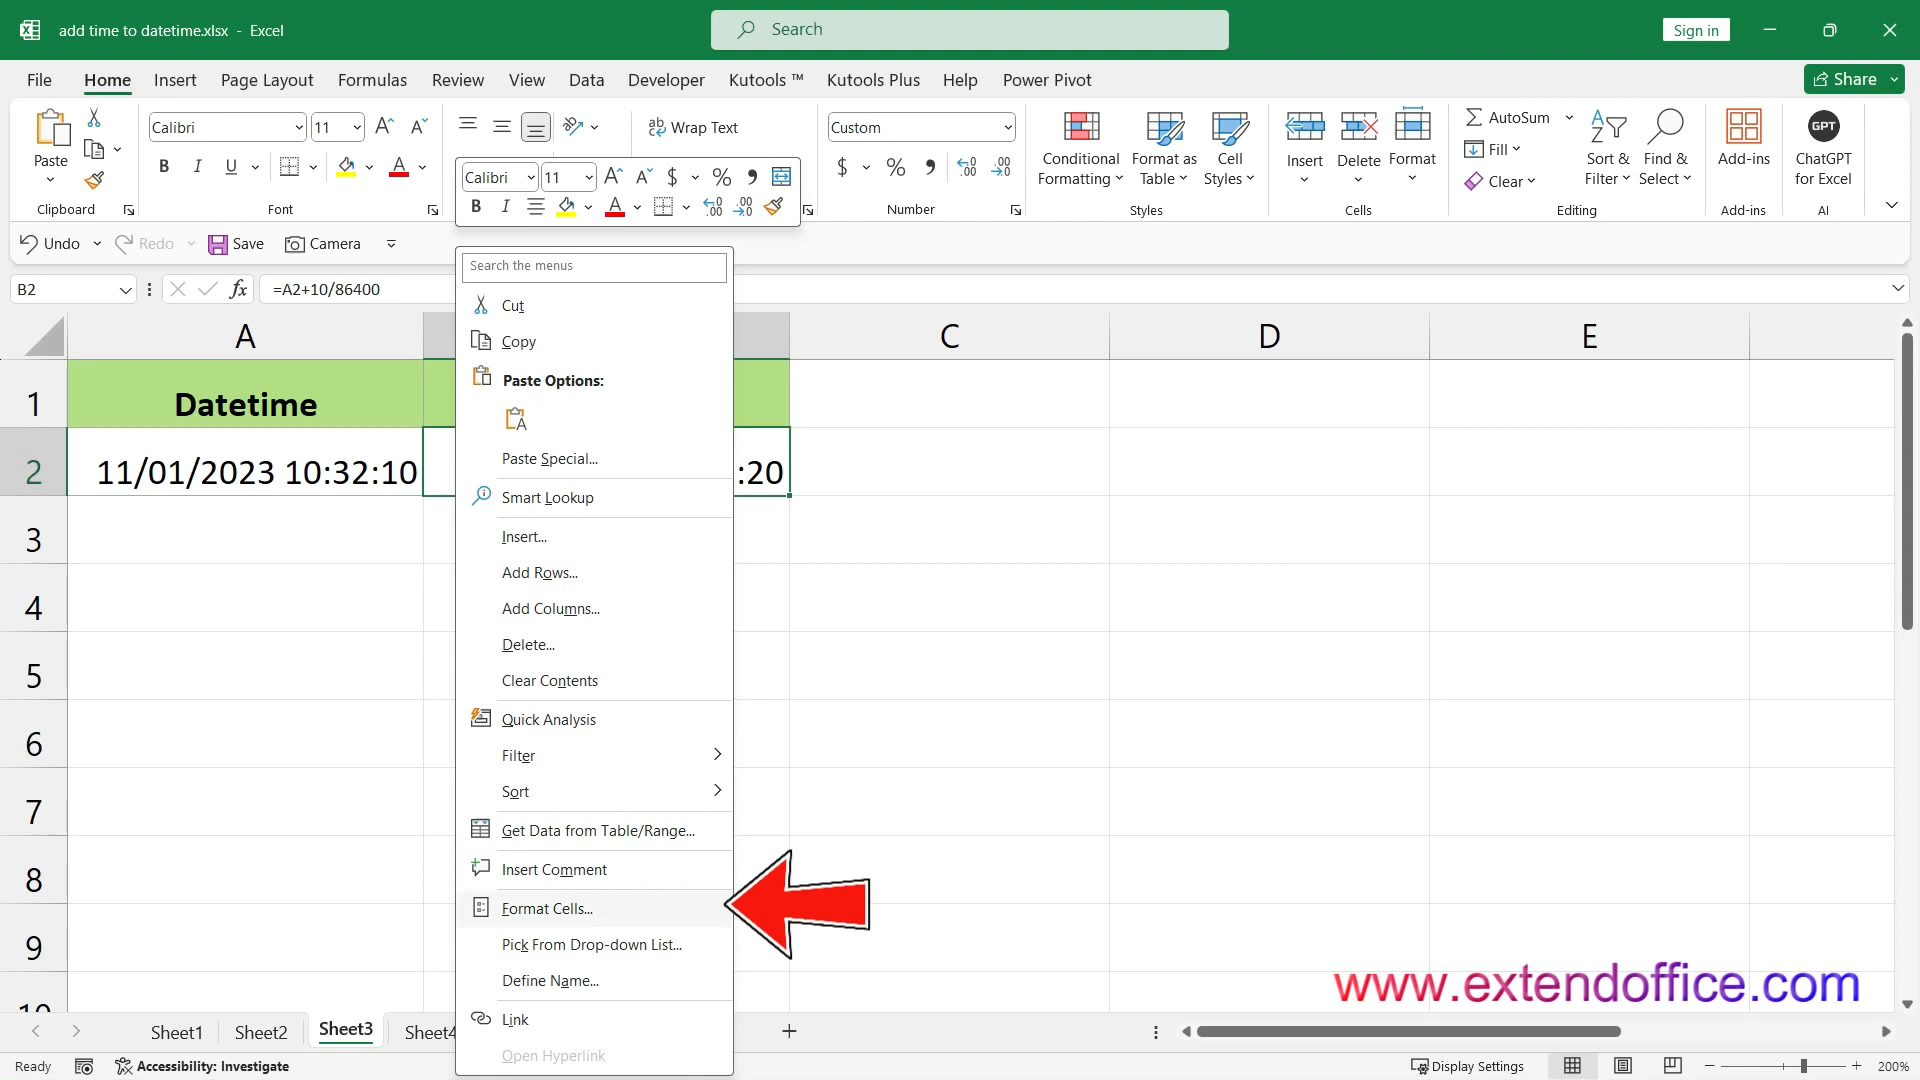 add time to datetime.xlsx - Excel
Search
Sign in
File Home Insert Page Layout Formulas Review View Data Developer Kutools ™ Kutools Plus Help Power Pivot
Share
Paste
Clipboard
Calibri 11
B I U A
Font
Wrap Text
Custom
$ %
Number
Conditional Formatting
Format as Table
Cell Styles
Styles
Insert
Delete
Format
Cells
AutoSum
Fill
Clear
Sort & Filter
Find & Select
Editing
Add-ins
Add-ins
GPT
ChatGPT for Excel
AI
Calibri 11 $ %
B I A
Undo Redo Save Camera
B2
fx
=A2+10/86400
Search the menus
Cut
Copy
Paste Options:
Paste Special...
Smart Lookup
Insert...
Add Rows...
Add Columns...
Delete...
Clear Contents
Quick Analysis
Filter
Sort
Get Data from Table/Range...
Insert Comment
Format Cells...
Pick From Drop-down List...
Define Name...
Link
Open Hyperlink
A C D E
1 Datetime
2 11/01/2023 10:32:10 :20
3
4
5
6
7
8
9
10
www.extendoffice.com
Sheet1 Sheet2 Sheet3 Sheet4
Ready
Accessibility: Investigate
Display Settings
200%